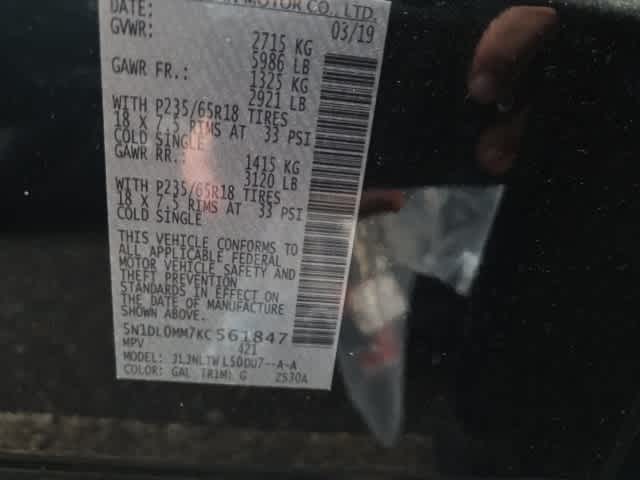 MOTOR CO., LTD.
DATE: 03/19
GVWR: 2715 KG
5986 LB
GAWR FR.: 1325 KG
2921 LB
WITH P235/65R18 TIRES
18 X 7.5 RIMS AT 33 PSI
COLD SINGLE
GAWR RR.: 1415 KG
3120 LB
WITH P235/65R18 TIRES
18 X 7.5 RIMS AT 33 PSI
COLD SINGLE
THIS VEHICLE CONFORMS TO
ALL APPLICABLE FEDERAL
MOTOR VEHICLE SAFETY AND
THEFT PREVENTION
STANDARDS IN EFFECT ON
THE DATE OF MANUFACTURE
SHOWN ABOVE.
5N1DL0MM7KC561847
MPV 421
MODEL: JLJNLTWL50DU7--A-A
COLOR: GAL TRIM: G 2530A